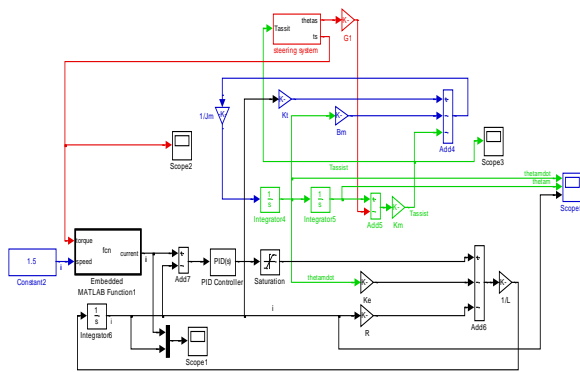 Tassit
thetas
ts
steering system
K-
G1
-K-
1/Jm
K-
Kt
K-
Bm
Add4
Scope2
Scope3
Tassist
thetamdot
thetam
Scope
1
s
Integrator4
1
s
Integrator5
Add5
K-
Km
Tassist
1.5
Constant2
ii
torque
speed
fcn
current
Embedded
MATLAB Function1
i
Add7
PID(s)
PID Controller
Saturation
thetamdot
K-
Ke
K-
R
Add6
K-
1/L
1
s
Integrator6
i
i
Scope1